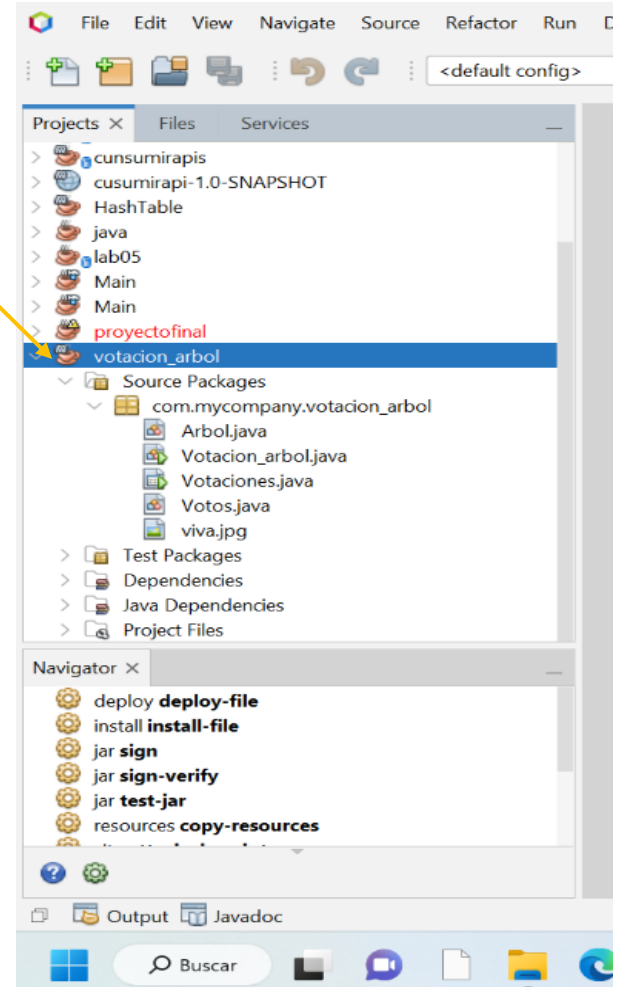 File Edit View Navigate Source Refactor Run D
<default config>
Projects × Files Services
cunsumirapis
cusumirapi-1.0-SNAPSHOT
HashTable
java
lab05
Main
Main
proyectofinal
votacion_arbol
Source Packages
com.mycompany.votacion_arbol
Arbol.java
Votacion_arbol.java
Votaciones.java
Votos.java
viva.jpg
Test Packages
Dependencies
Java Dependencies
Project Files
Navigator ×
deploy deploy-file
install install-file
jar sign
jar sign-verify
jar test-jar
resources copy-resources
Output Javadoc
Buscar